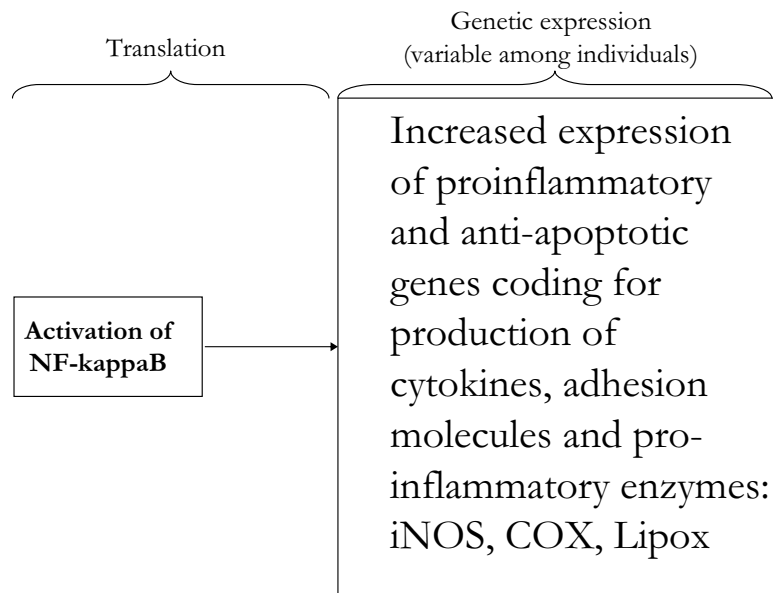 Translation
Genetic expression
(variable among individuals)
Activation of
NF-kappaB
Increased expression
of proinflammatory
and anti-apoptotic
genes coding for
production of
cytokines, adhesion
molecules and pro-
inflammatory enzymes:
iNOS, COX, Lipox